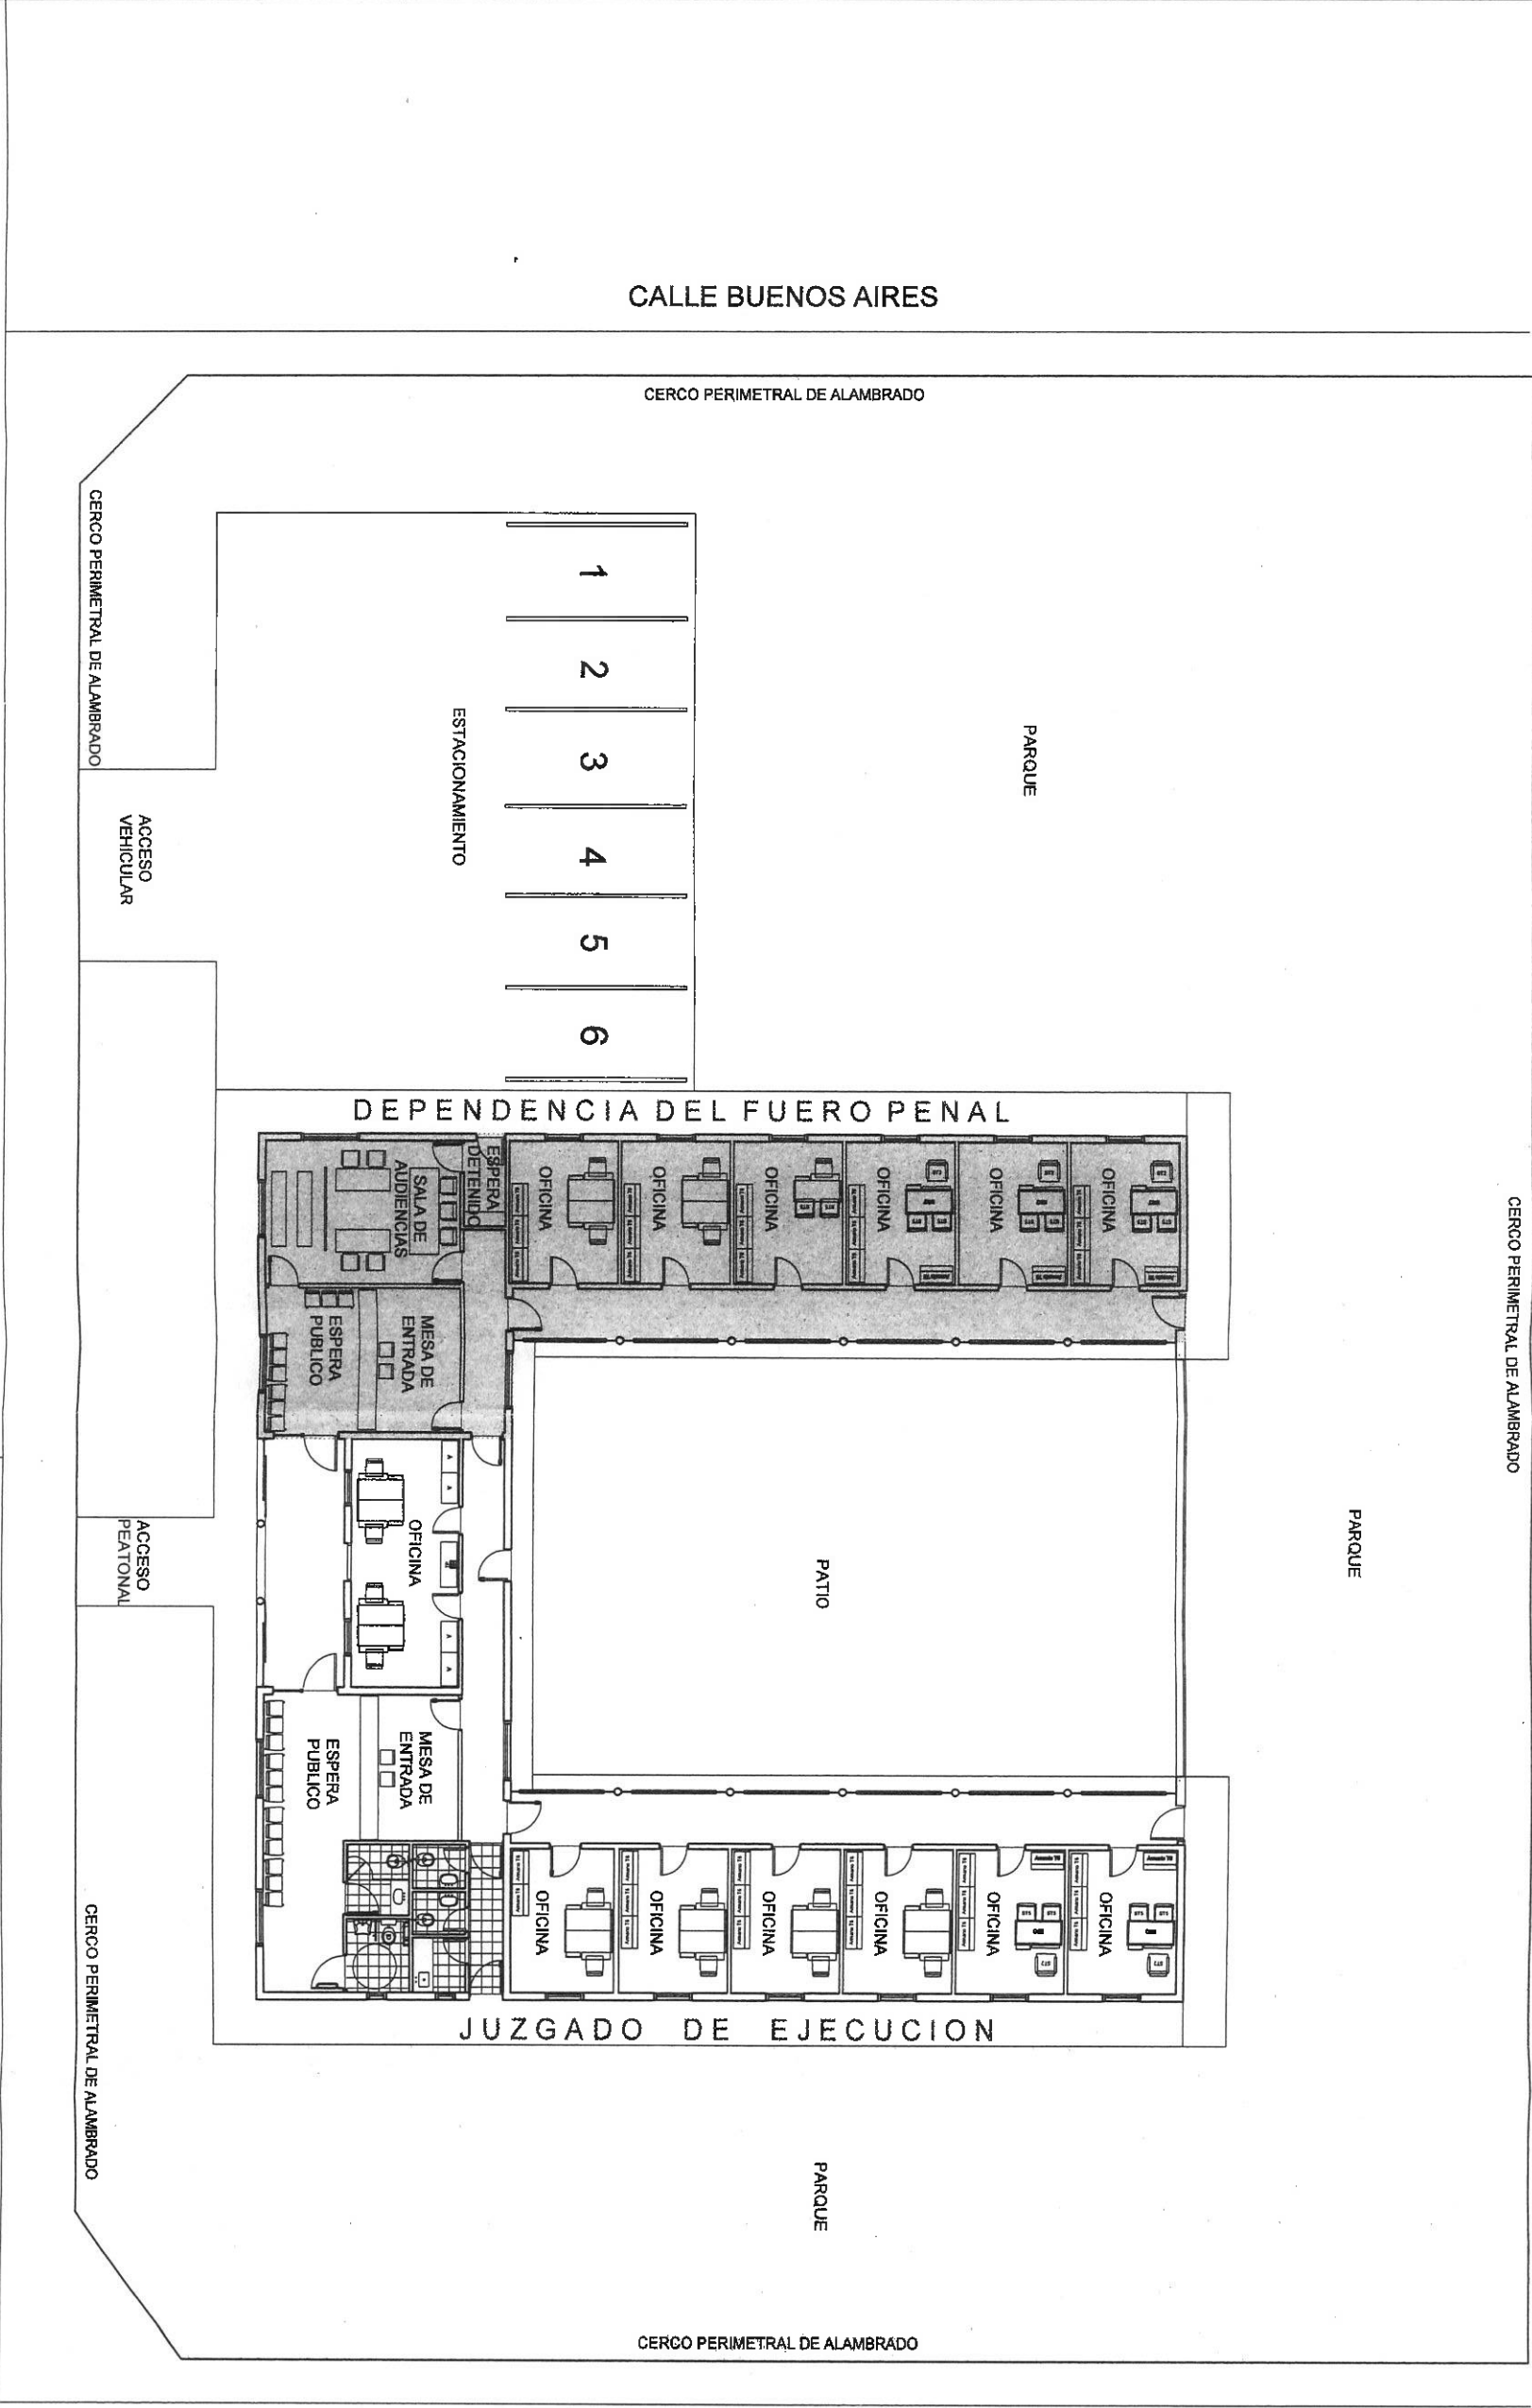 CALLE BUENOS AIRES
CERCO PERIMETRAL DE ALAMBRADO
CERCO PERIMETRAL DE ALAMBRADO
1
2
3
4
5
6
ESTACIONAMIENTO
PARQUE
ACCESO
VEHICULAR
DEPENDENCIA DEL FUERO PENAL
ESPERA
DETENIDO
SALA DE
AUDIENCIAS
OFICINA
OFICINA
OFICINA
OFICINA
OFICINA
OFICINA
MESA DE
ENTRADA
ESPERA
PUBLICO
CERCO PERIMETRAL DE ALAMBRADO
PARQUE
PATIO
OFICINA
A
A
A
A
ACCESO
PEATONAL
MESA DE
ENTRADA
ESPERA
PUBLICO
OFICINA
OFICINA
OFICINA
OFICINA
OFICINA
OFICINA
JUZGADO DE EJECUCION
CERCO PERIMETRAL DE ALAMBRADO
PARQUE
CERCO PERIMETRAL DE ALAMBRADO